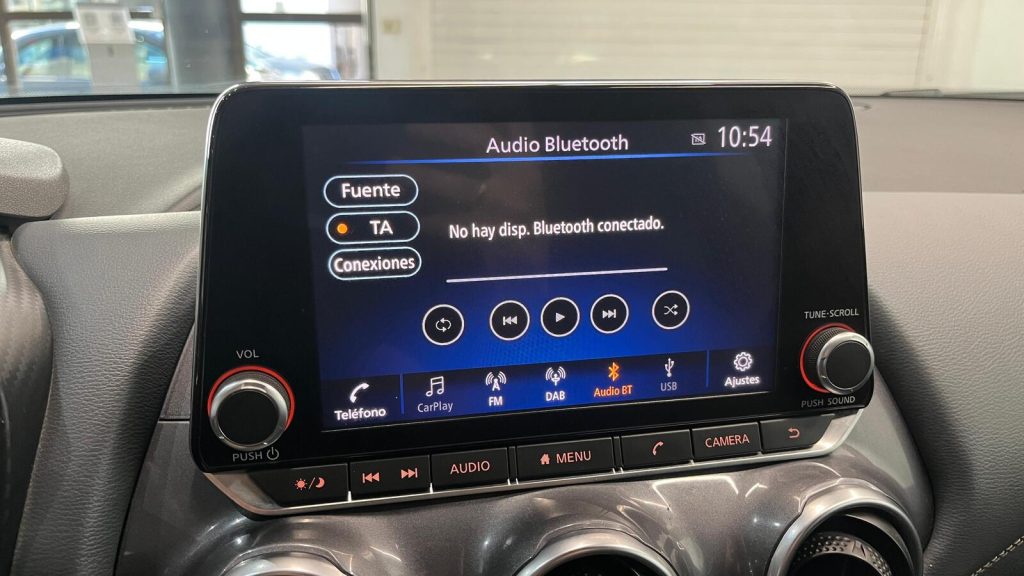 Audio Bluetooth
10:54
Fuente
TA
No hay disp. Bluetooth conectado.
Conexiones
VOL
TUNE·SCROLL
Teléfono
CarPlay
FM
DAB
Audio BT
USB
Ajustes
PUSH
PUSH SOUND
AUDIO
MENU
CAMERA